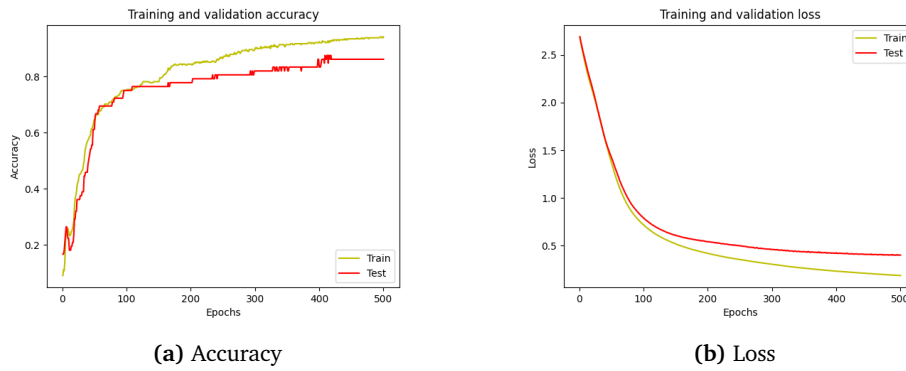 Training and validation accuracy
0.8
0.6
0.4
0.2
Accuracy
0
100
200
300
400
500
Epochs
Train
Test
(a) Accuracy
Training and validation loss
2.5
2.0
1.5
1.0
0.5
Loss
0
100
200
300
400
500
Epochs
Train
Test
(b) Loss